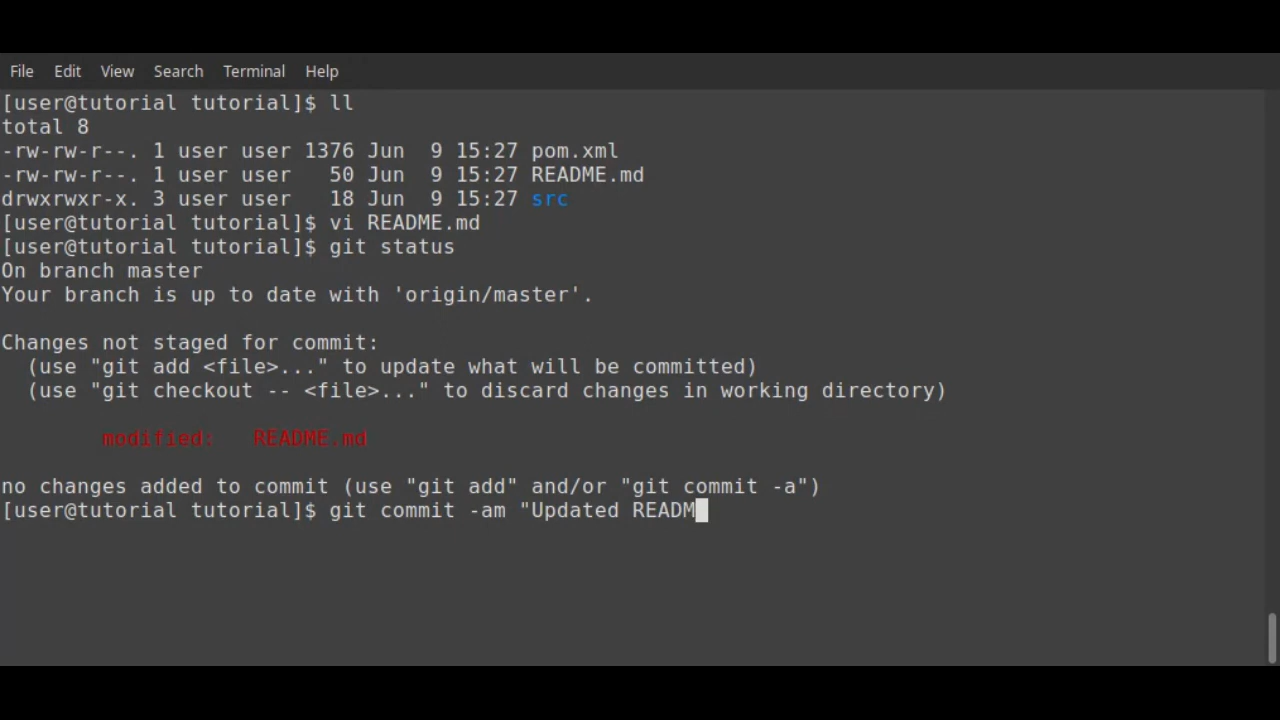 File Edit View Search Terminal Help
[user@tutorial tutorial]$ ll
total 8
-rw-rw-r--. 1 user user 1376 Jun  9 15:27 pom.xml
-rw-rw-r--. 1 user user   50 Jun  9 15:27 README.md
drwxrwxr-x. 3 user user   18 Jun  9 15:27 src
[user@tutorial tutorial]$ vi README.md
[user@tutorial tutorial]$ git status
On branch master
Your branch is up to date with 'origin/master'.
Changes not staged for commit:
  (use "git add <file>..." to update what will be committed)
  (use "git checkout -- <file>..." to discard changes in working directory)
        modified:   README.md
no changes added to commit (use "git add" and/or "git commit -a")
[user@tutorial tutorial]$ git commit -am "Updated READM